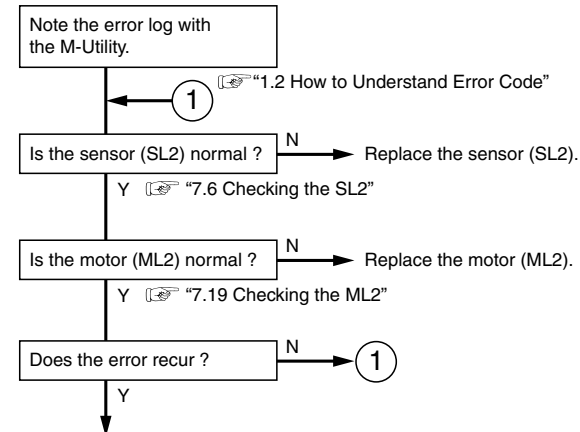 Note the error log with
the M-Utility.
"1.2 How to Understand Error Code"
1
Is the sensor (SL2) normal ?
N
Replace the sensor (SL2).
Y
"7.6 Checking the SL2"
Is the motor (ML2) normal ?
N
Replace the motor (ML2).
Y
"7.19 Checking the ML2"
Does the error recur ?
N
1
Y